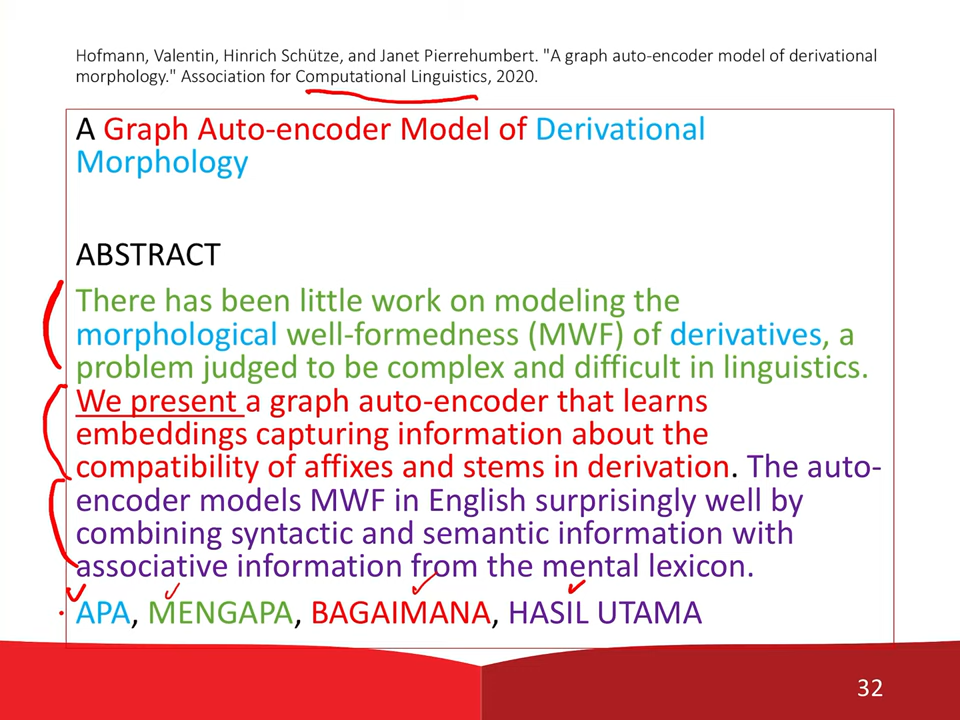 Hofmann, Valentin, Hinrich Schütze, and Janet Pierrehumbert. "A graph auto-encoder model of derivational
morphology." Association for Computational Linguistics, 2020.
A Graph Auto-encoder Model of Derivational
Morphology
ABSTRACT
There has been little work on modeling the
morphological well-formedness (MWF) of derivatives, a
problem judged to be complex and difficult in linguistics.
We present a graph auto-encoder that learns
embeddings capturing information about the
compatibility of affixes and stems in derivation. The auto-
encoder models MWF in English surprisingly well by
combining syntactic and semantic information with
associative information from the mental lexicon.
APA, MENGAPA, BAGAIMANA, HASIL UTAMA
32